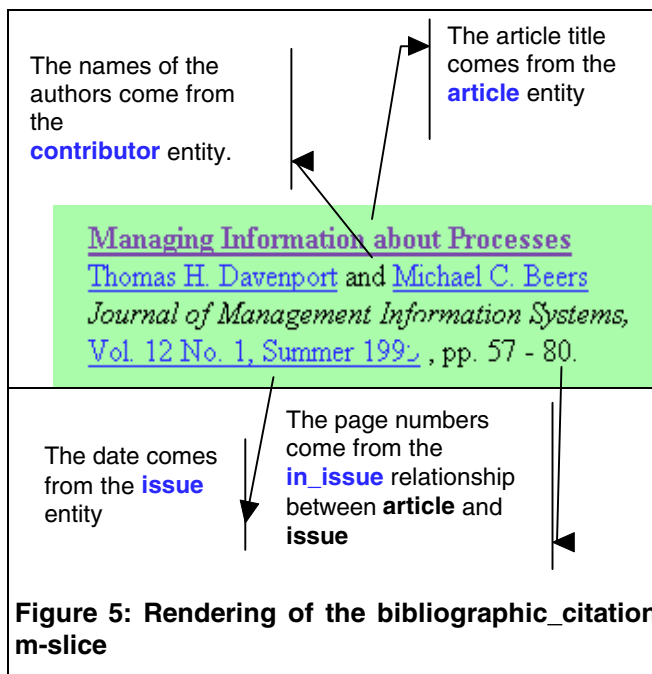 The names of the
authors come from
the
contributor entity.
The article title
comes from the
article entity
Managing Information about Processes
Thomas H. Davenport and Michael C. Beers
Journal of Management Information Systems,
Vol. 12 No. 1, Summer , pp. 57 - 80.
The date comes
from the issue
entity
The page numbers
come from the
in_issue relationship
between article and
issue
Figure 5: Rendering of the bibliographic_citation
m-slice